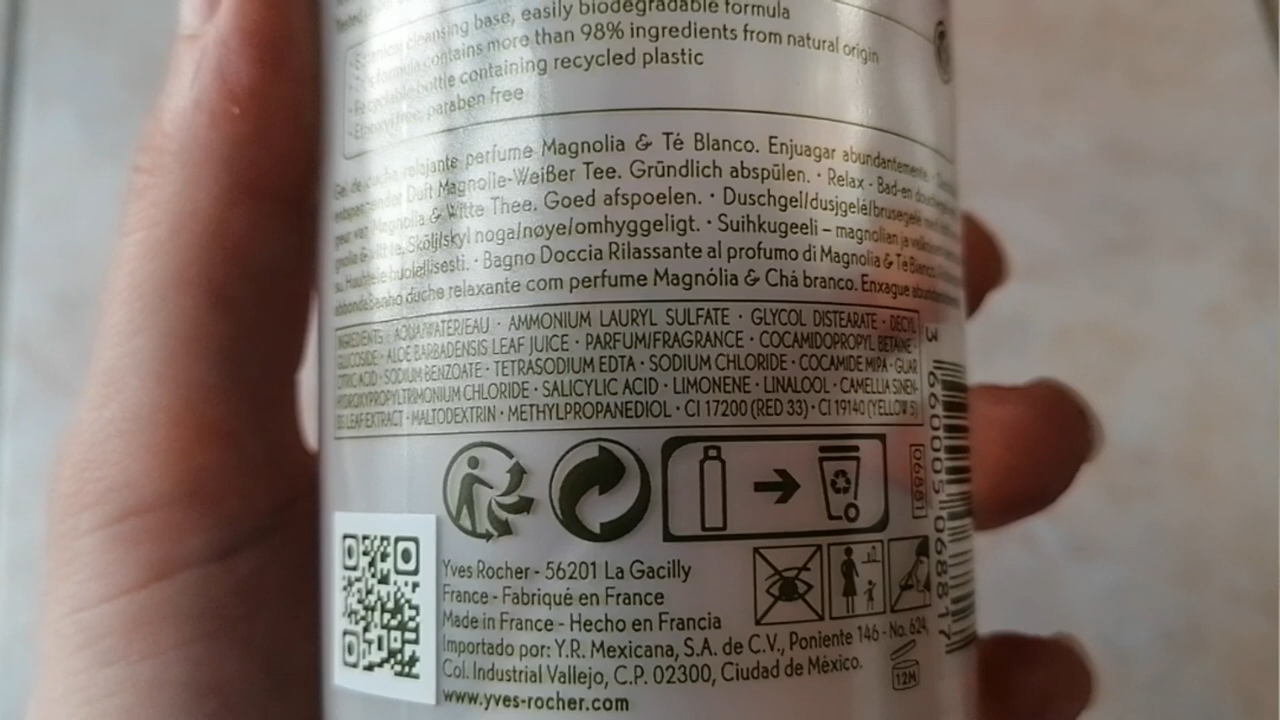 cleansing base, easily biodegradable formula
contains more than 98% ingredients from natural origin
bottle containing recycled plastic
paraben free
Gel de ducha relajante perfume Magnolia & Té Blanco. Enjuagar abundantemente.
Duft Magnolie-Weißer Tee. Gründlich abspülen. • Relax - Bad-en
Magnolia & Witte Thee. Goed afspoelen. • Duschgel/dusjgelé/brusegele
Skölj/skyl noga/nøye/omhyggeligt. • Suihkugeeli – magnolian ja
huolellisesti. • Bagno Doccia Rilassante al profumo di Magnolia & Tè Bianco.
duche relaxante com perfume Magnólia & Chá branco. Enxague
INGREDIENTS: AQUA/WATER/EAU • AMMONIUM LAURYL SULFATE • GLYCOL DISTEARATE • DECYL
GLUCOSIDE • ALOE BARBADENSIS LEAF JUICE • PARFUM/FRAGRANCE • COCAMIDOPROPYL BETAINE
CITRIC ACID • SODIUM BENZOATE • TETRASODIUM EDTA • SODIUM CHLORIDE • COCAMIDE MIPA • GUAR
HYDROXYPROPYLTRIMONIUM CHLORIDE • SALICYLIC ACID • LIMONENE • LINALOOL • CAMELLIA SINEN-
SIS LEAF EXTRACT • MALTODEXTRIN • METHYLPROPANEDIOL • CI 17200 (RED 33) • CI 19140 (YELLOW 5)
06881
3 660005 068817
Yves Rocher - 56201 La Gacilly
France - Fabriqué en France
Made in France - Hecho en Francia
Importado por: Y.R. Mexicana, S.A. de C.V., Poniente 146 - No. 624,
Col. Industrial Vallejo, C.P. 02300, Ciudad de México.
12M
www.yves-rocher.com